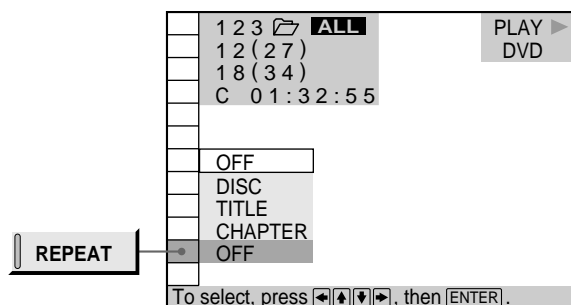 1 2 3 ALL
1 2 ( 2 7 )
1 8 ( 3 4 )
C 0 1 : 3 2 : 5 5
PLAY
DVD
OFF
DISC
TITLE
CHAPTER
OFF
REPEAT
To select, press ←↑↓→, then ENTER.